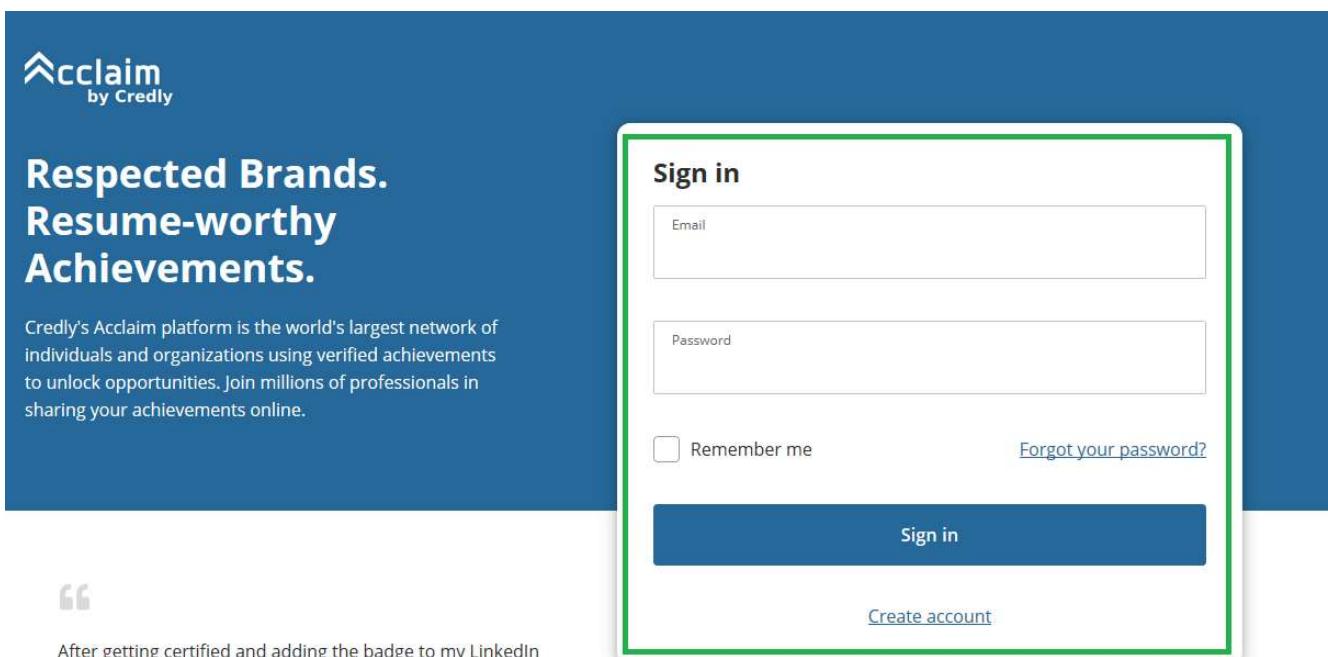 Acclaim
by Credly
Respected Brands.
Resume-worthy
Achievements.
Credly's Acclaim platform is the world's largest network of
individuals and organizations using verified achievements
to unlock opportunities. Join millions of professionals in
sharing your achievements online.
Sign in
Email
Password
Remember me
Forgot your password?
Sign in
Create account
“
After getting certified and adding the badge to my LinkedIn